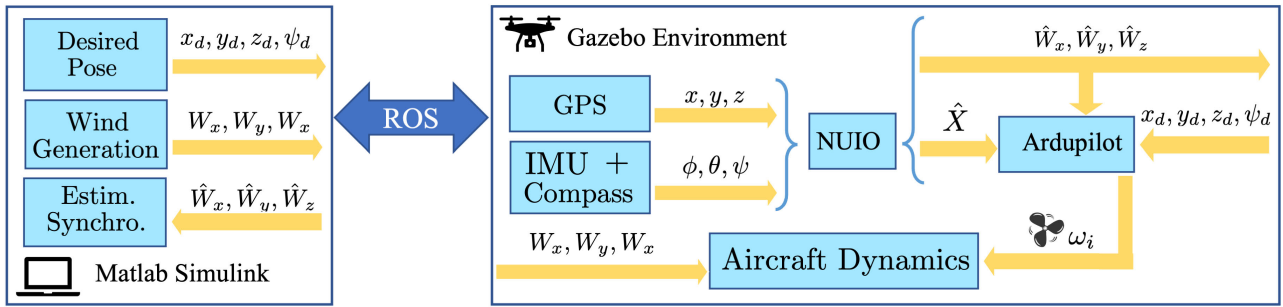 Desired
Pose
x_d, y_d, z_d, ψ_d
Wind
Generation
W_x, W_y, W_x
Estim.
Synchro.
Ŵ_x, Ŵ_y, Ŵ_z
Matlab Simulink
ROS
Gazebo Environment
GPS
x, y, z
IMU +
Compass
ϕ, θ, ψ
NUIO
Ŵ_x, Ŵ_y, Ŵ_z
X̂
Ardupilot
x_d, y_d, z_d, ψ_d
W_x, W_y, W_x
Aircraft Dynamics
ω_i